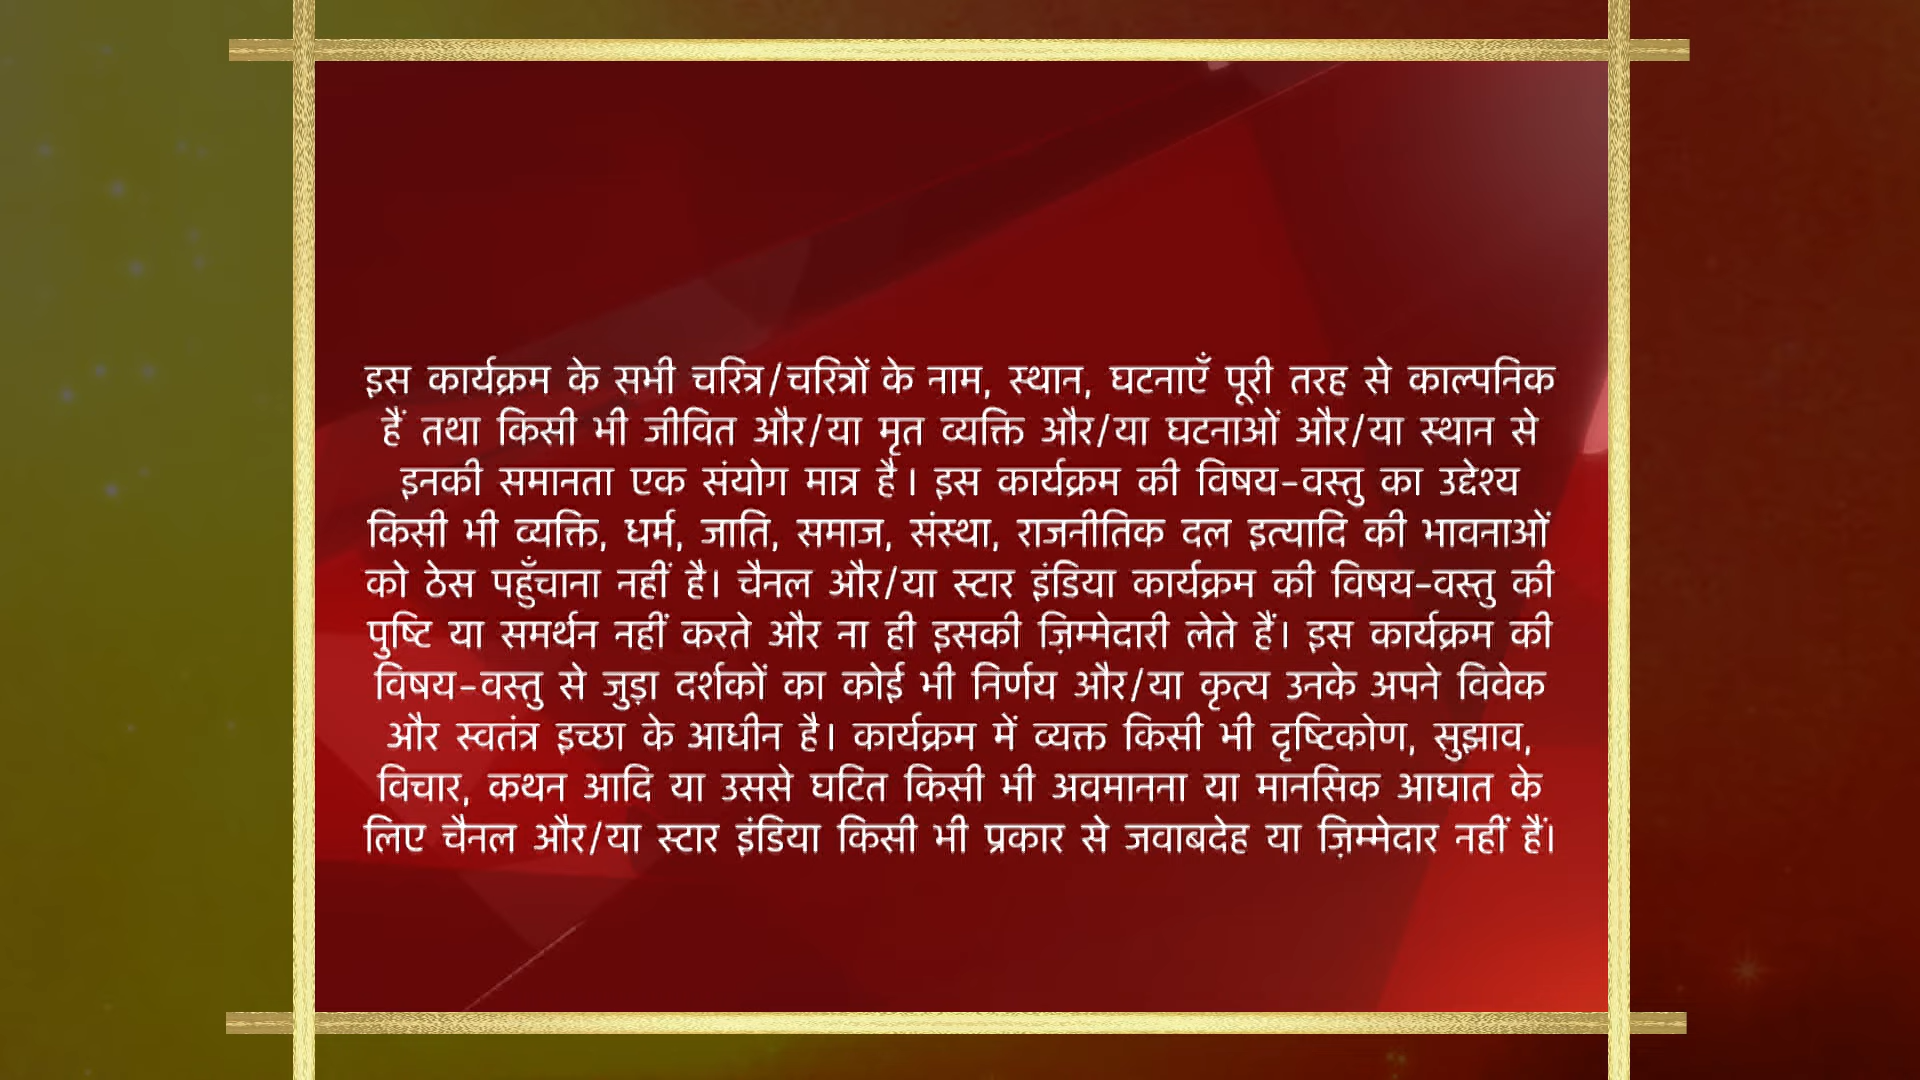 इस कार्यक्रम के सभी चरित्र/चरित्रों के नाम, स्थान, घटनाएँ पूरी तरह से काल्पनिक
हैं तथा किसी भी जीवित और/या मृत व्यक्ति और/या घटनाओं और/या स्थान से
इनकी समानता एक संयोग मात्र है। इस कार्यक्रम की विषय-वस्तु का उद्देश्य
किसी भी व्यक्ति, धर्म, जाति, समाज, संस्था, राजनीतिक दल इत्यादि की भावनाओं
को ठेस पहुँचाना नहीं है। चैनल और/या स्टार इंडिया कार्यक्रम की विषय-वस्तु की
पुष्टि या समर्थन नहीं करते और ना ही इसकी ज़िम्मेदारी लेते हैं। इस कार्यक्रम की
विषय-वस्तु से जुड़ा दर्शकों का कोई भी निर्णय और/या कृत्य उनके अपने विवेक
और स्वतंत्र इच्छा के आधीन है। कार्यक्रम में व्यक्त किसी भी दृष्टिकोण, सुझाव,
विचार, कथन आदि या उससे घटित किसी भी अवमानना या मानसिक आघात के
लिए चैनल और/या स्टार इंडिया किसी भी प्रकार से जवाबदेह या ज़िम्मेदार नहीं हैं।